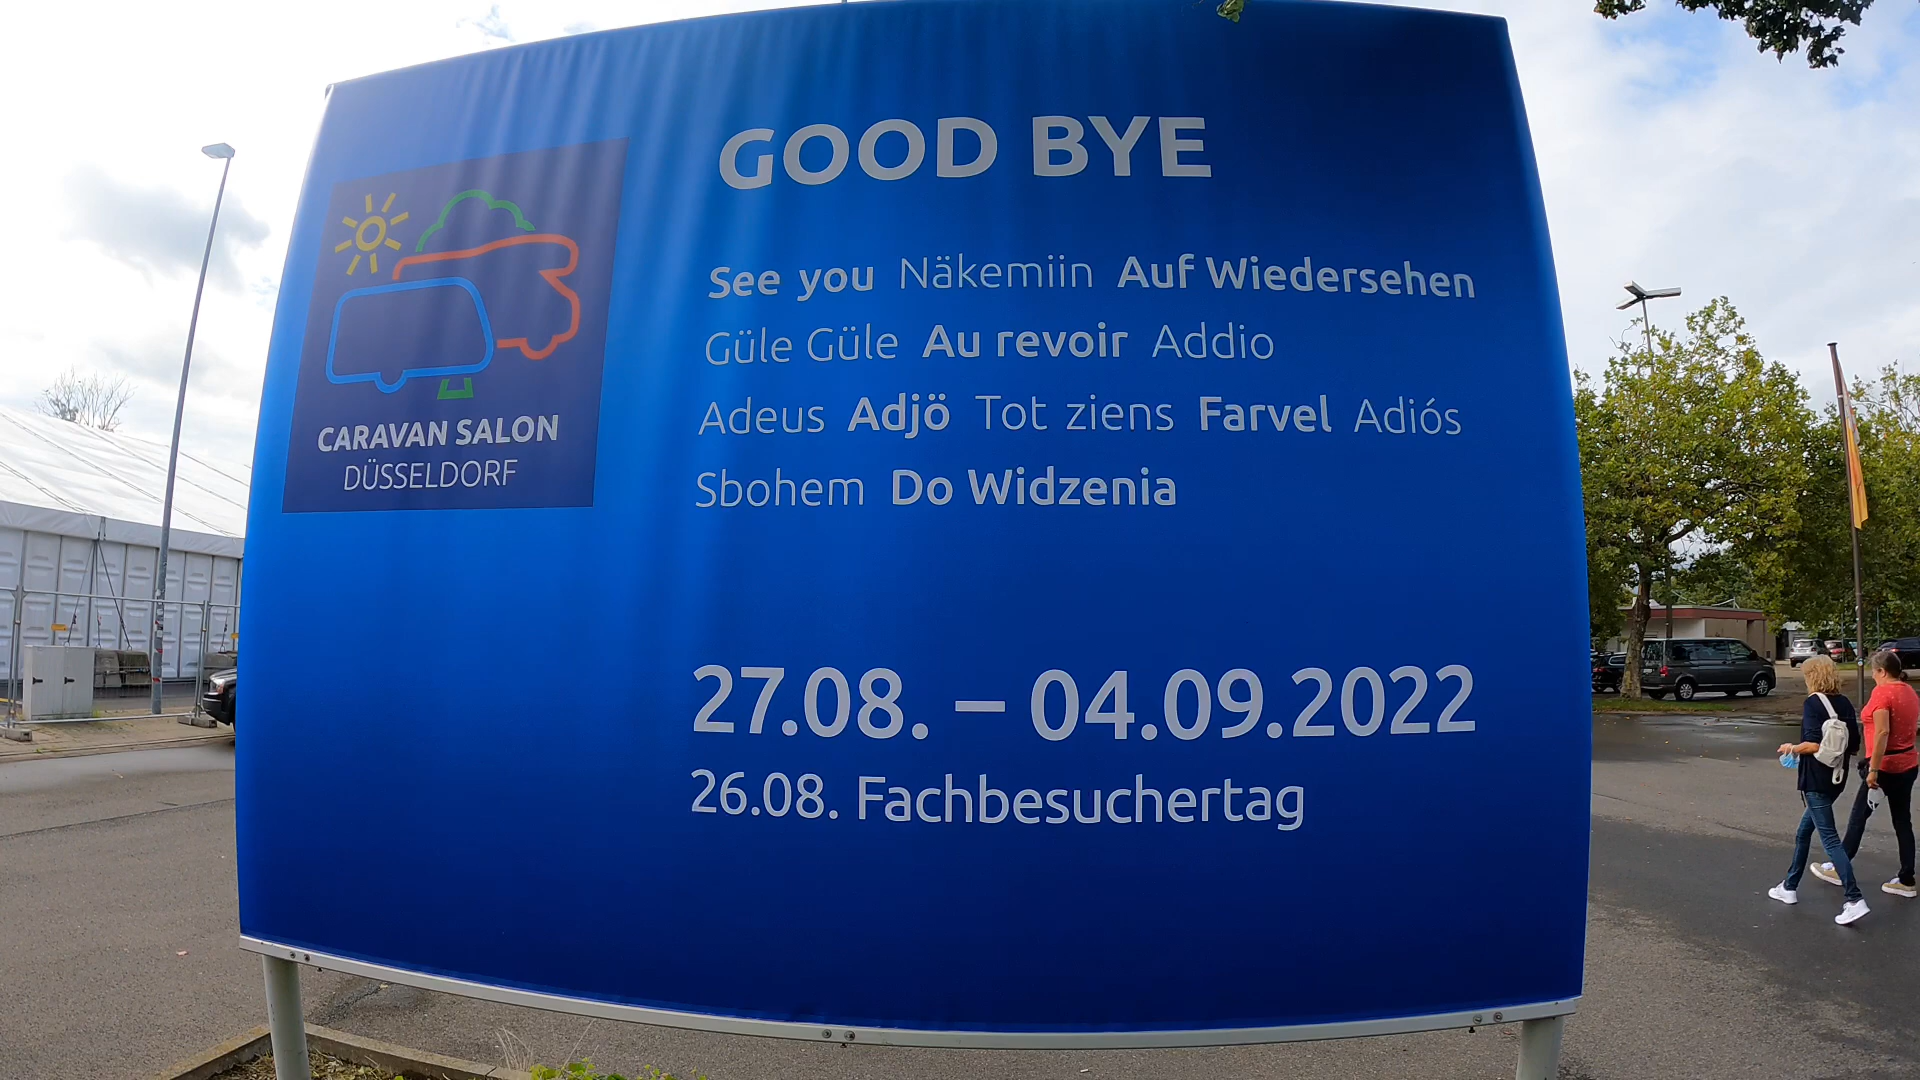 GOOD BYE
CARAVAN SALON
DÜSSELDORF
See you Näkemiin Auf Wiedersehen
Güle Güle Au revoir Addio
Adeus Adjö Tot ziens Farvel Adiós
Sbohem Do Widzenia
27.08. – 04.09.2022
26.08. Fachbesuchertag